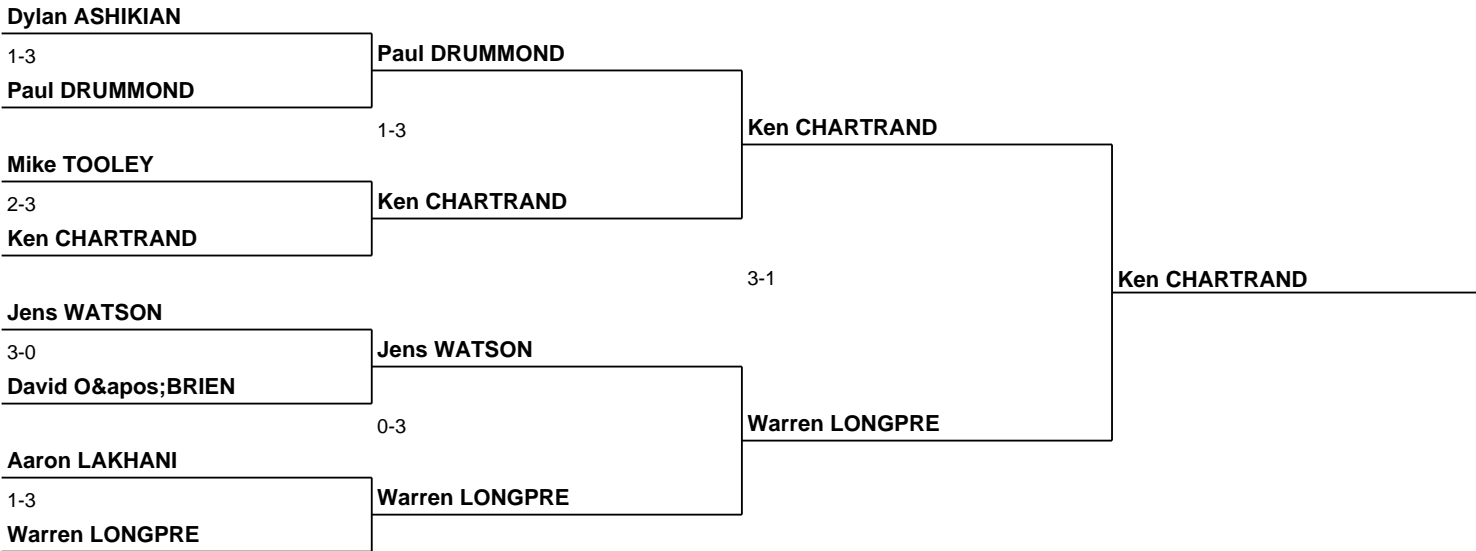 Dylan ASHIKIAN
1-3
Paul DRUMMOND
Paul DRUMMOND
1-3
Ken CHARTRAND
Mike TOOLEY
2-3
Ken CHARTRAND
Ken CHARTRAND
3-1
Ken CHARTRAND
Jens WATSON
3-0
Jens WATSON
David O&apos;BRIEN
0-3
Warren LONGPRE
Aaron LAKHANI
1-3
Warren LONGPRE
Warren LONGPRE